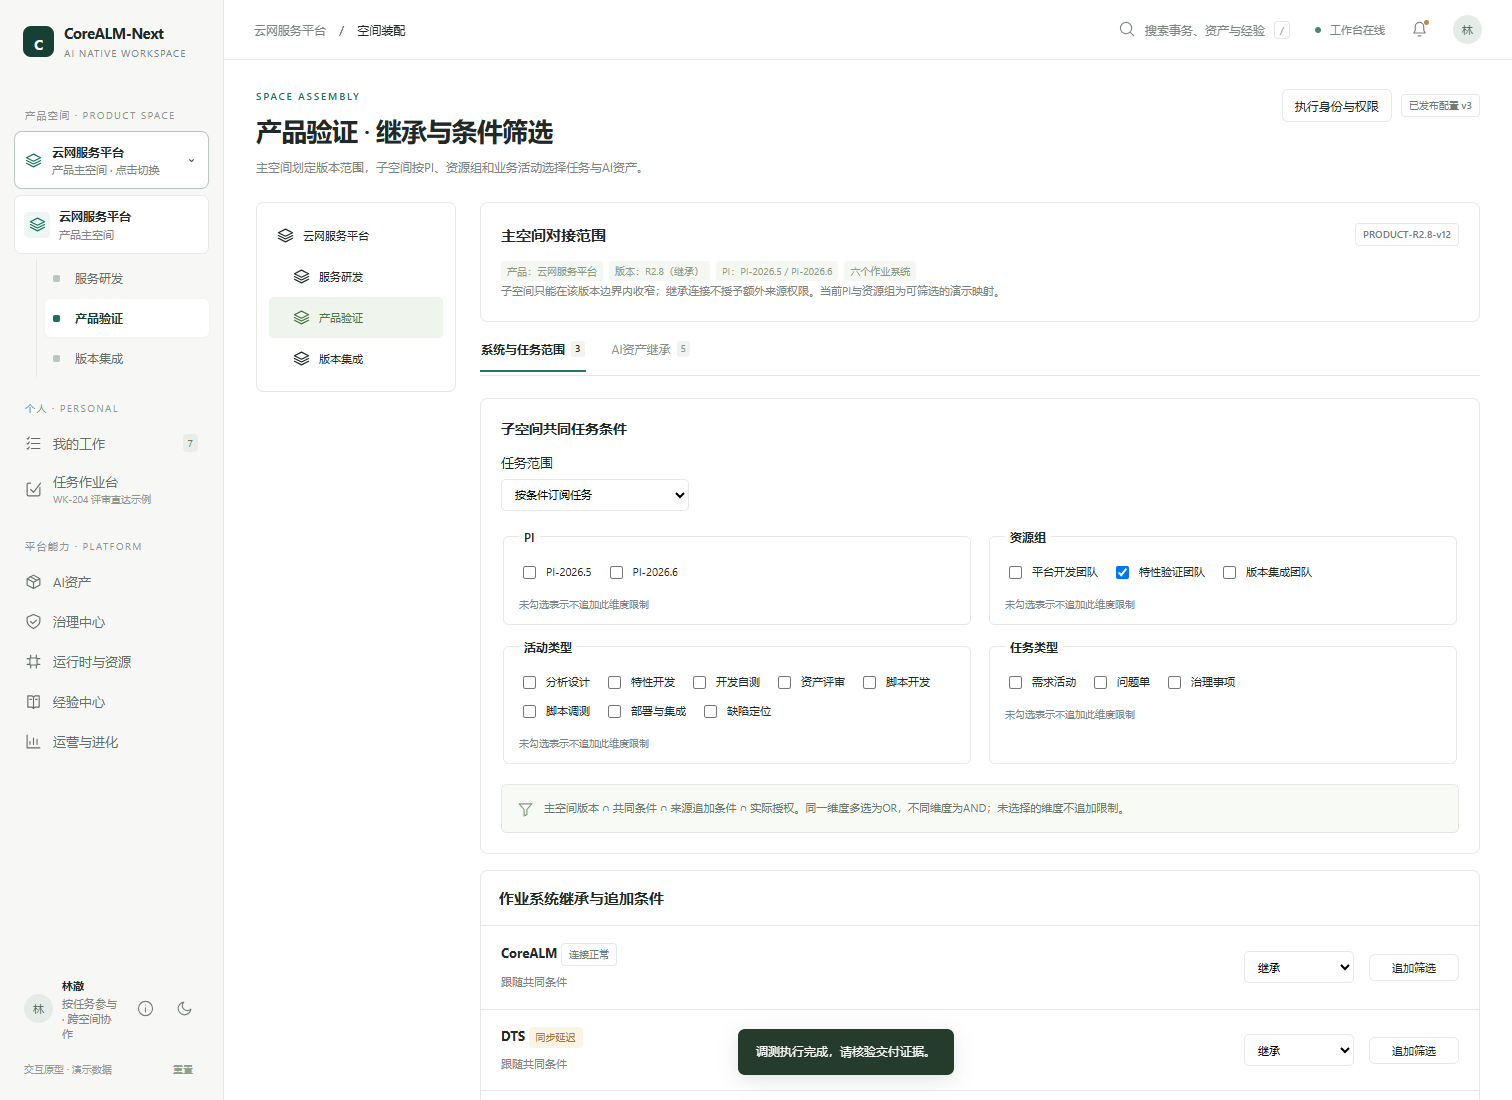 C
CoreALM-Next
AI NATIVE WORKSPACE
产品空间 · PRODUCT SPACE
云网服务平台
产品主空间 · 点击切换
云网服务平台
产品主空间
服务研发
产品验证
版本集成
个人 · PERSONAL
我的工作
7
任务作业台
WK-204 评审直达示例
平台能力 · PLATFORM
AI资产
治理中心
运行时与资源
经验中心
运营与进化
林
林澈
按任务参与
· 跨空间协
作
交互原型 · 演示数据
重置
云网服务平台 / 空间装配
搜索事务、资产与经验
/
工作台在线
林
SPACE ASSEMBLY
产品验证 · 继承与条件筛选
主空间划定版本范围，子空间按PI、资源组和业务活动选择任务与AI资产。
执行身份与权限
已发布配置 v3
云网服务平台
服务研发
产品验证
版本集成
主空间对接范围
PRODUCT-R2.8-v12
产品：云网服务平台
版本：R2.8（继承）
PI：PI-2026.5 / PI-2026.6
六个作业系统
子空间只能在该版本边界内收窄；继承连接不授予额外来源权限。当前PI与资源组为可筛选的演示映射。
系统与任务范围 3
AI资产继承 5
子空间共同任务条件
任务范围
按条件订阅任务
PI
PI-2026.5
PI-2026.6
未勾选表示不追加此维度限制
资源组
平台开发团队
特性验证团队
版本集成团队
未勾选表示不追加此维度限制
活动类型
分析设计
特性开发
开发自测
资产评审
脚本开发
脚本调测
部署与集成
缺陷定位
未勾选表示不追加此维度限制
任务类型
需求活动
问题单
治理事项
未勾选表示不追加此维度限制
主空间版本 ∩ 共同条件 ∩ 来源追加条件 ∩ 实际授权。同一维度多选为OR，不同维度为AND；未选择的维度不追加限制。
作业系统继承与追加条件
CoreALM 连接正常
跟随共同条件
继承
追加筛选
DTS 同步延迟
跟随共同条件
继承
追加筛选
调测执行完成，请核验交付证据。